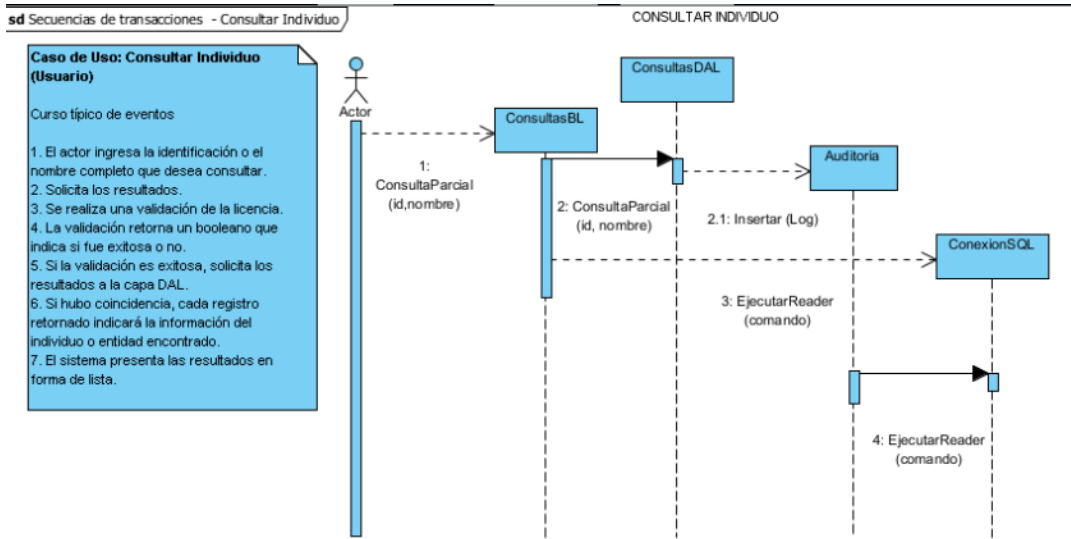 sd Secuencias de transacciones - Consultar Individuo
CONSULTAR INDIVIDUO
Caso de Uso: Consultar Individuo
(Usuario)
Curso típico de eventos
1. El actor ingresa la identificación o el
nombre completo que desea consultar.
2. Solicita los resultados.
3. Se realiza una validación de la licencia.
4. La validación retorna un booleano que
indica si fue exitosa o no.
5. Si la validación es exitosa, solicita los
resultados a la capa DAL.
6. Si hubo coincidencia, cada registro
retornado indicará la información del
individuo o entidad encontrado.
7. El sistema presenta las resultados en
forma de lista.
Actor
ConsultasBL
ConsultasDAL
Auditoria
ConexionSQL
1:
ConsultaParcial
(id,nombre)
2: ConsultaParcial
(id, nombre)
2.1: Insertar (Log)
3: EjecutarReader
(comando)
4: EjecutarReader
(comando)